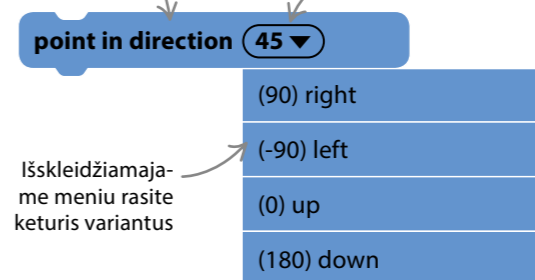 point in direction 45
(90) right
(-90) left
(0) up
(180) down
Išskleidžiamaja-
me meniu rasite
keturis variantus